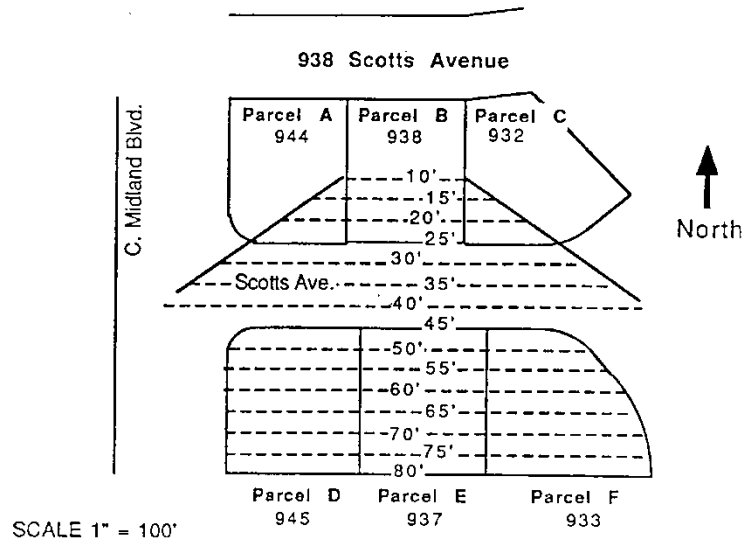 938 Scotts Avenue
C. Midland Blvd.
Parcel A
944
Parcel B
938
Parcel C
932
North
10'
15'
20'
25'
30'
Scotts Ave.
35'
40'
45'
50'
55'
60'
65'
70'
75'
80'
Parcel D
945
Parcel E
937
Parcel F
933
SCALE 1" = 100'